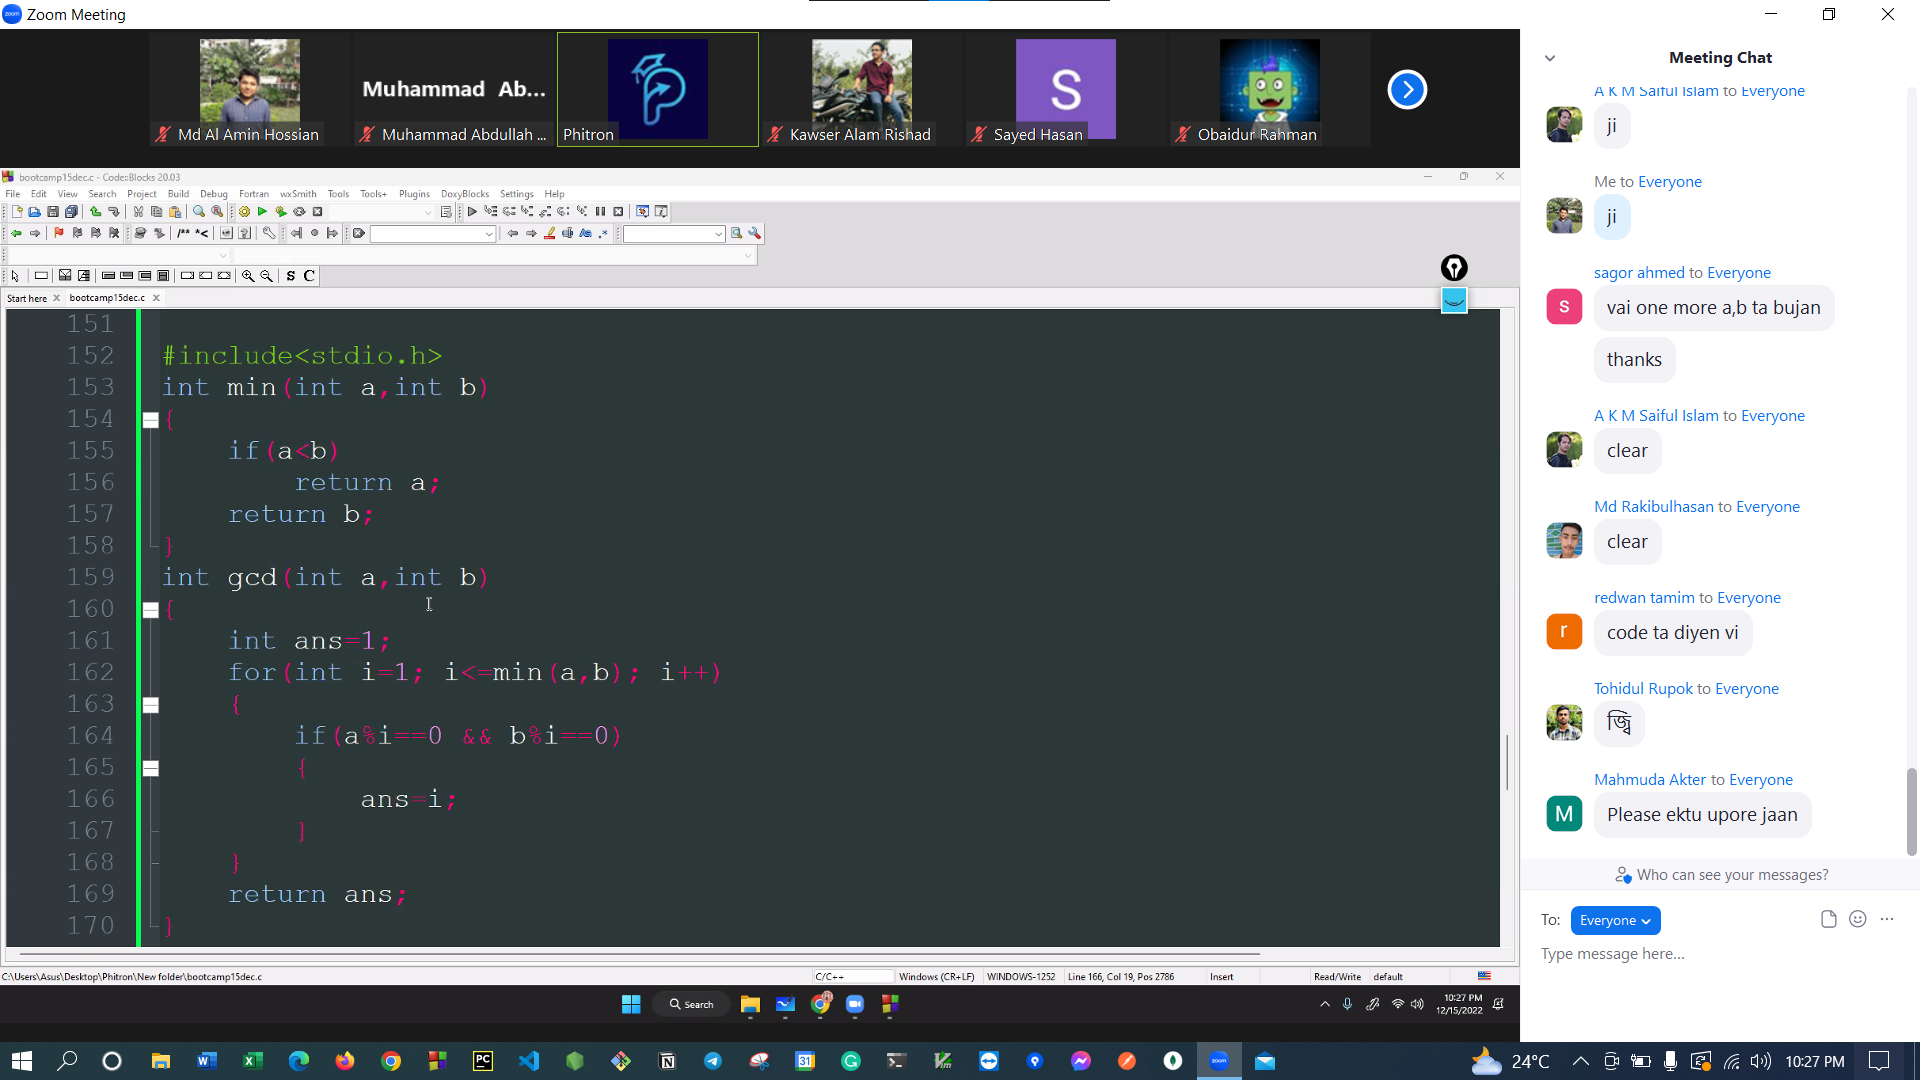 Zoom Meeting
Muhammad Ab...
S
Md Al Amin Hossian
Muhammad Abdullah ...
Phitron
Kawser Alam Rishad
Sayed Hasan
Obaidur Rahman
bootcamp15dec.c - Code::Blocks 20.03
File Edit View Search Project Build Debug Fortran wxSmith Tools Tools+ Plugins DoxyBlocks Settings Help
/** *<
.*
S C
Start here
bootcamp15dec.c
151
152 #include<stdio.h>
153 int min(int a,int b)
154 {
155 if(a<b)
156 return a;
157 return b;
158 }
159 int gcd(int a,int b)
160 {
161 int ans=1;
162 for(int i=1; i<=min(a,b); i++)
163 {
164 if(a%i==0 && b%i==0)
165 {
166 ans=i;
167 }
168 }
169 return ans;
170 }
C:\Users\Asus\Desktop\Phitron\New folder\bootcamp15dec.c
C/C++
Windows (CR+LF)
WINDOWS-1252
Line 166, Col 19, Pos 2786
Insert
Read/Write
default
Search
10:27 PM
12/15/2022
Meeting Chat
A K M Saiful Islam to Everyone
ji
Me to Everyone
ji
sagor ahmed to Everyone
S
vai one more a,b ta bujan
thanks
A K M Saiful Islam to Everyone
clear
Md Rakibulhasan to Everyone
clear
redwan tamim to Everyone
r
code ta diyen vi
Tohidul Rupok to Everyone
জ্বি
Mahmuda Akter to Everyone
M
Please ektu upore jaan
Who can see your messages?
To: Everyone
Type message here...
PC
31
zoom
24°C
10:27 PM